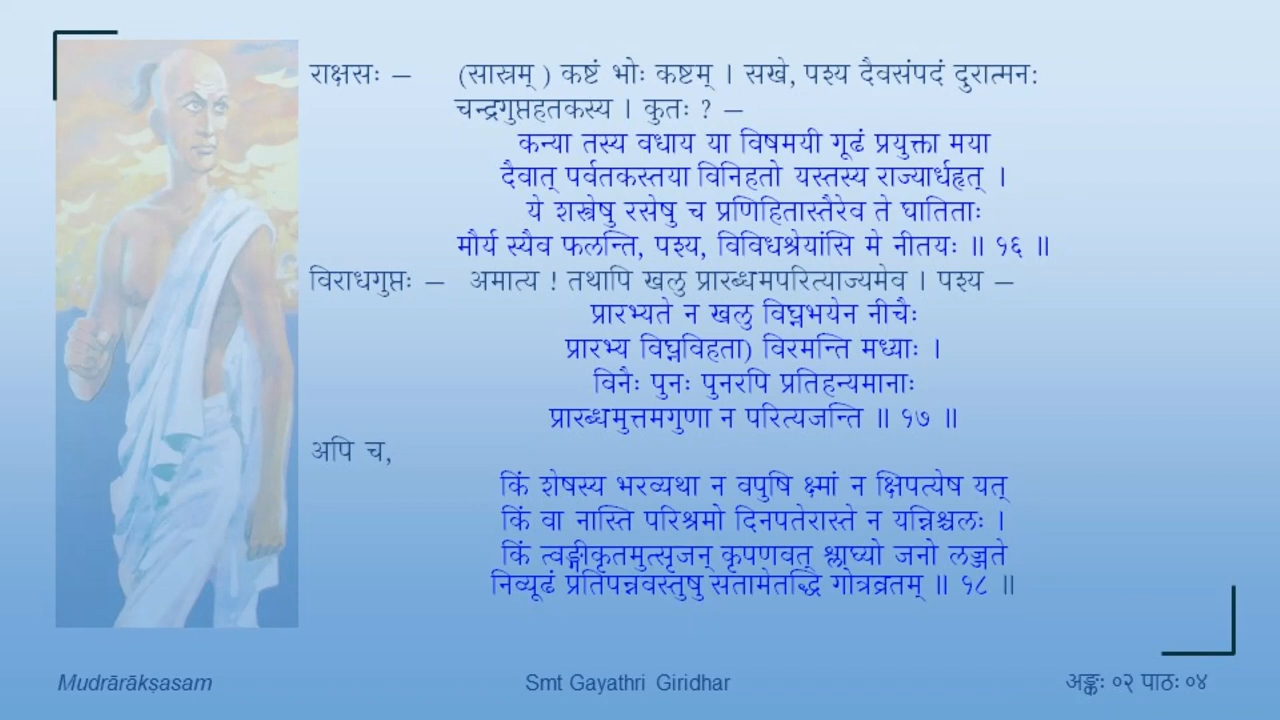 राक्षसः – (सास्रम् ) कष्टं भोः कष्टम् । सखे, पश्य दैवसंपदं दुरात्मन:
चन्द्रगुप्तहतकस्य । कुतः ? –
कन्या तस्य वधाय या विषमयी गूढं प्रयुक्ता मया
दैवात् पर्वतकस्तया विनिहतो यस्तस्य राज्यार्धहृत् ।
ये शस्त्रेषु रसेषु च प्रणिहितास्तैरेव ते घातिताः
मौर्य स्यैव फलन्ति, पश्य, विविधश्रेयांसि मे नीतयः ॥ १६ ॥
विराधगुप्तः – अमात्य ! तथापि खलु प्रारब्धमपरित्याज्यमेव । पश्य –
प्रारभ्यते न खलु विघ्नभयेन नीचैः
प्रारभ्य विघ्नविहता) विरमन्ति मध्याः ।
विनैः पुनः पुनरपि प्रतिहन्यमानाः
प्रारब्धमुत्तमगुणा न परित्यजन्ति ॥ १७ ॥
अपि च,
किं शेषस्य भरव्यथा न वपुषि क्ष्मां न क्षिपत्येष यत्
किं वा नास्ति परिश्रमो दिनपतेरास्ते न यन्निश्चलः ।
किं त्वङ्गीकृतमुत्सृजन् कृपणवत् श्लाघ्यो जनो लज्जते
निव्यूढं प्रतिपन्नवस्तुषु सतामेतद्धि गोत्रव्रतम् ॥ १८ ॥
Mudrārākṣasam Smt Gayathri Giridhar अङ्कः ०२ पाठः ०४